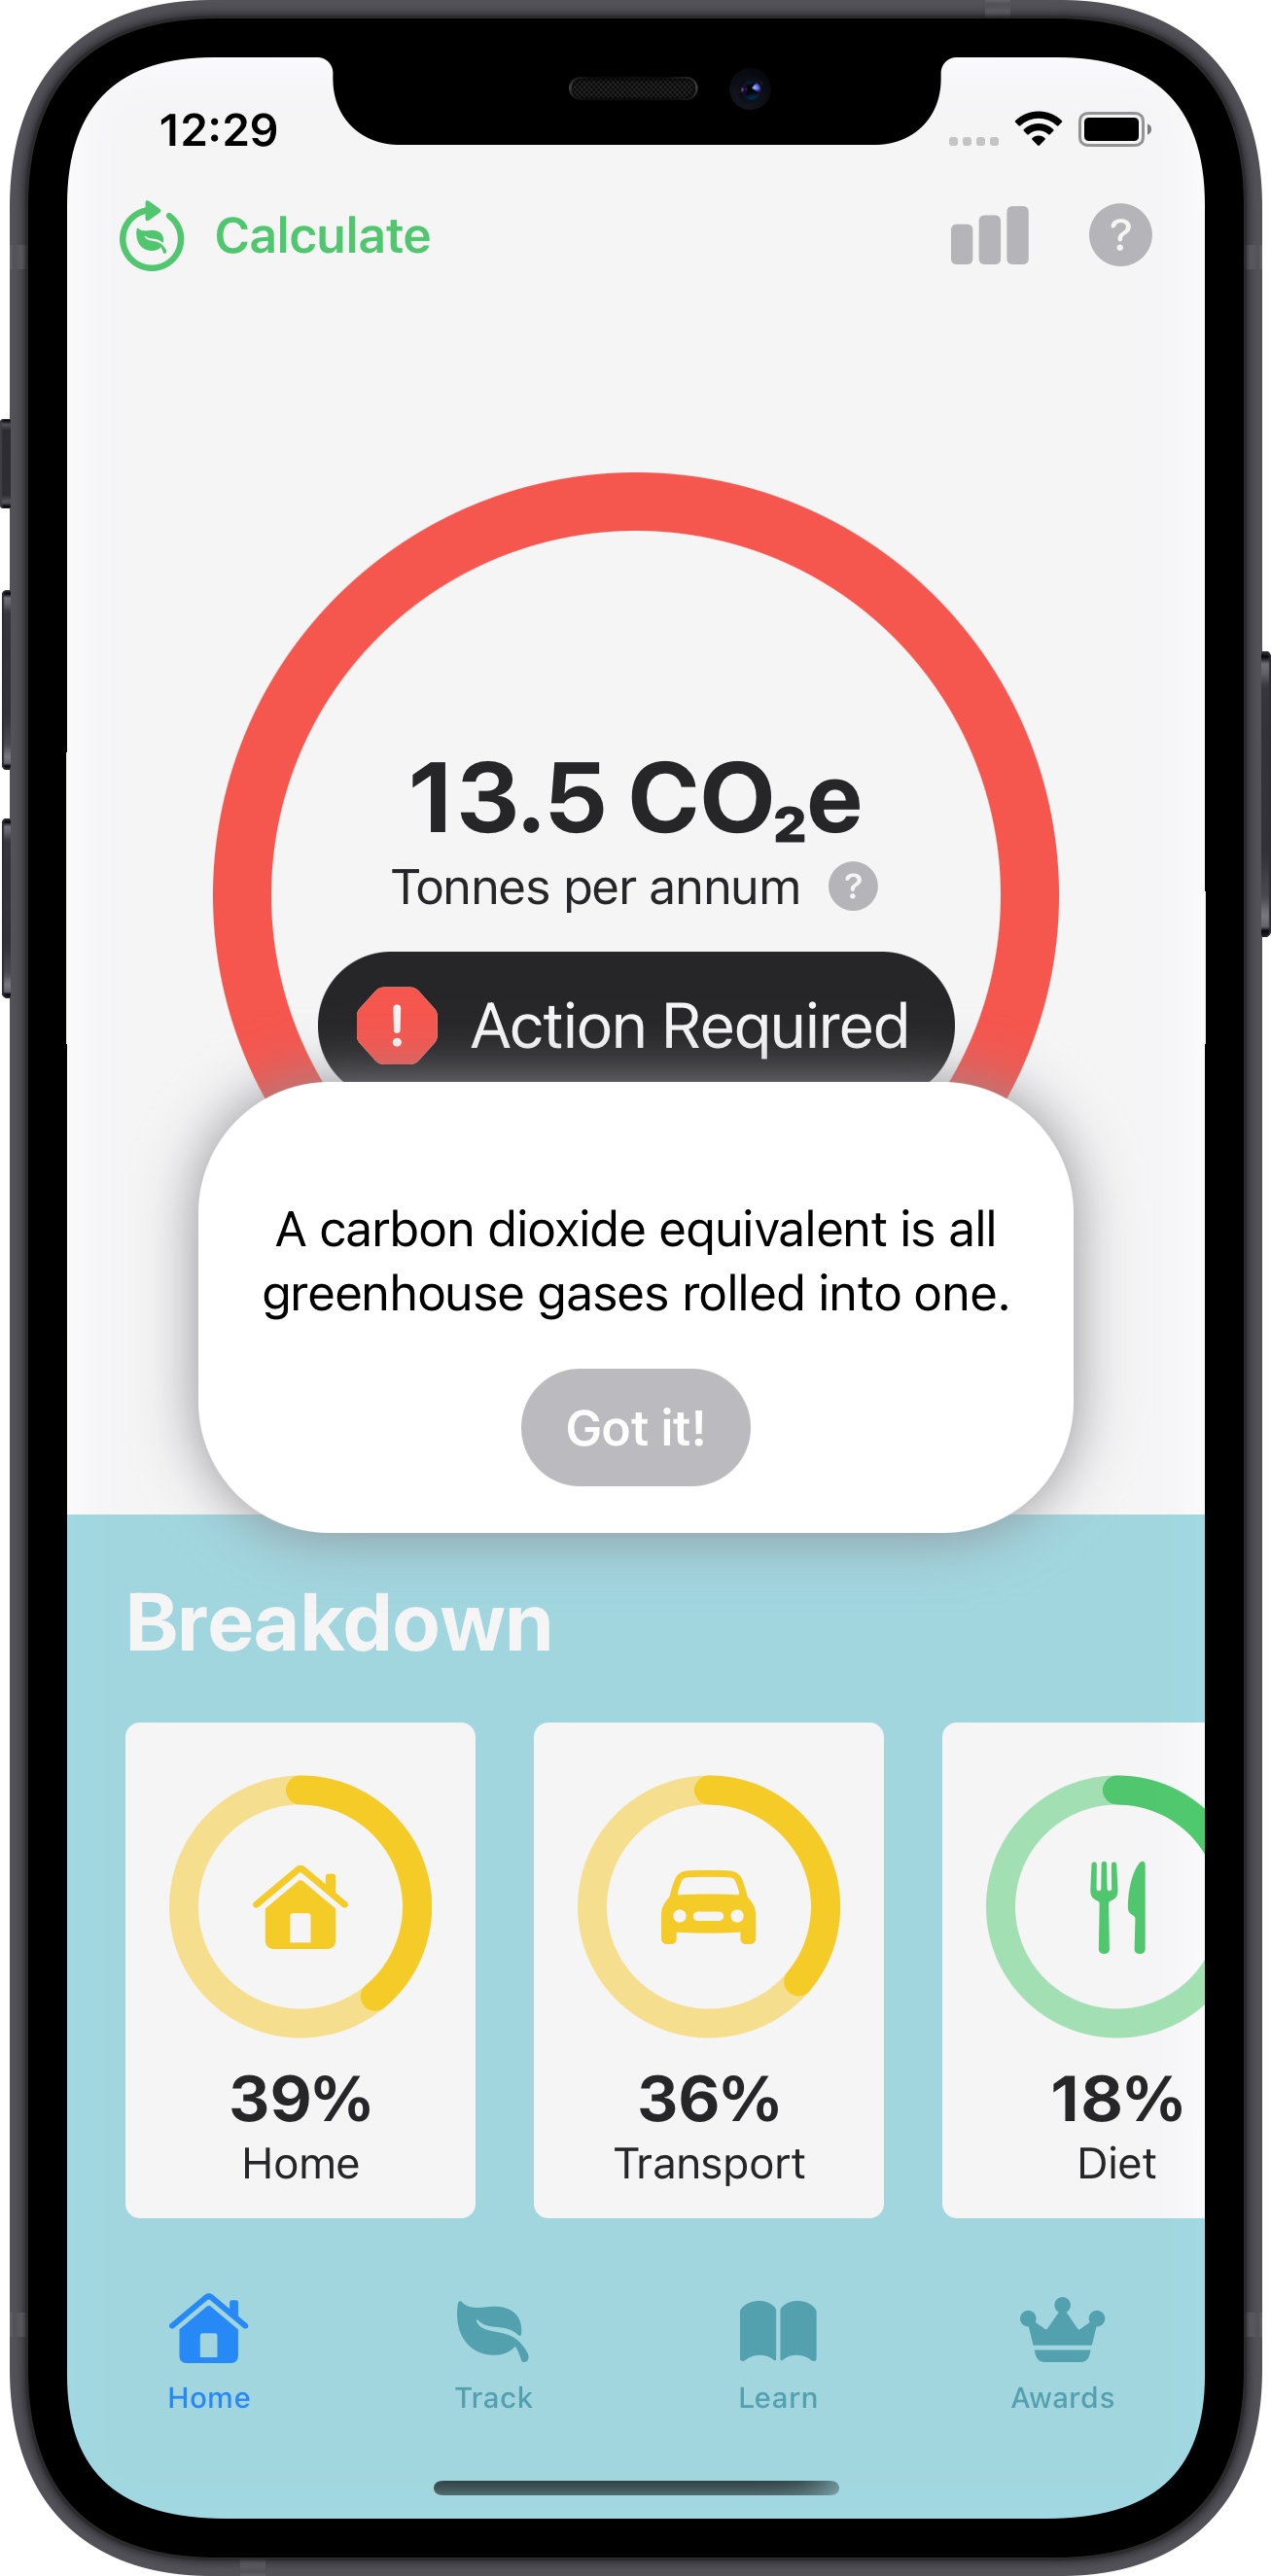 12:29
Calculate
?
13.5 CO₂e
Tonnes per annum ?
! Action Required
A carbon dioxide equivalent is all
greenhouse gases rolled into one.
Got it!
Breakdown
39% 36% 18%
Home Transport Diet
Home Track Learn Awards